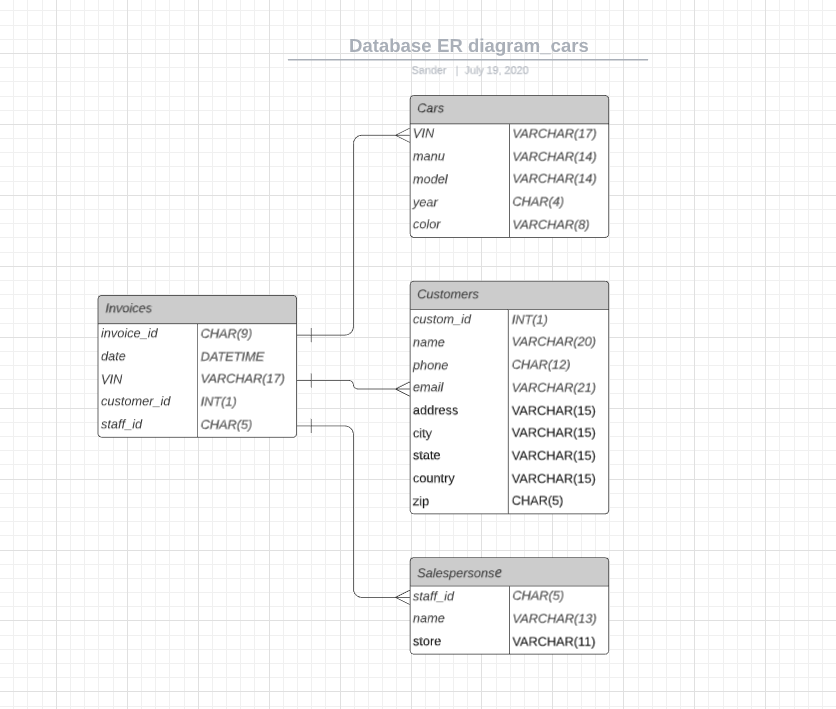 Database ER diagram_cars
Sander | July 19, 2020
Cars
VIN VARCHAR(17)
manu VARCHAR(14)
model VARCHAR(14)
year CHAR(4)
color VARCHAR(8)
Invoices
invoice_id CHAR(9)
date DATETIME
VIN VARCHAR(17)
customer_id INT(1)
staff_id CHAR(5)
Customers
custom_id INT(1)
name VARCHAR(20)
phone CHAR(12)
email VARCHAR(21)
address VARCHAR(15)
city VARCHAR(15)
state VARCHAR(15)
country VARCHAR(15)
zip CHAR(5)
Salespersonse
staff_id CHAR(5)
name VARCHAR(13)
store VARCHAR(11)